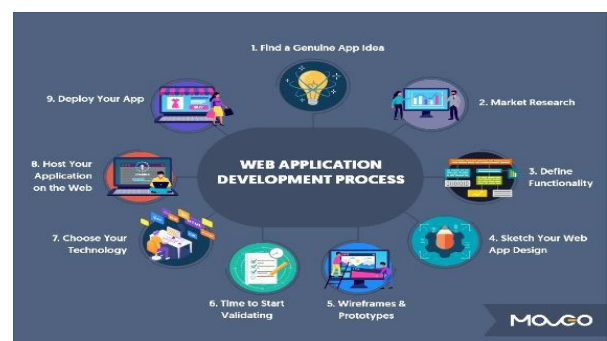 1. Find a Genuine App Idea
2. Market Research
3. Define
Functionality
4. Sketch Your Web
App Design
5. Wireframes &
Prototypes
6. Time to Start
Validating
7. Choose Your
Technology
8. Host Your
Application
on the Web
9. Deploy Your App
WEB APPLICATION
DEVELOPMENT PROCESS